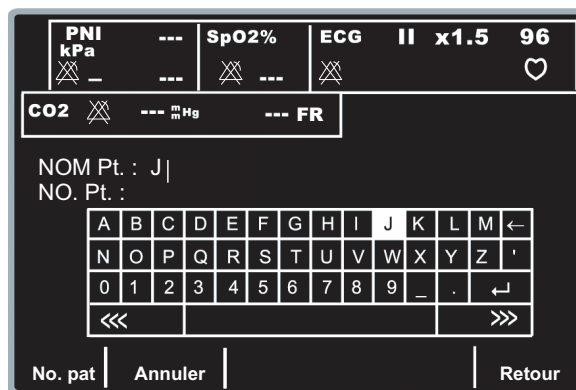 PNI --- SpO2% ECG II x1.5 96
kPa
– --- ---
CO2 --- mmHg --- FR
NOM Pt. : J|
NO. Pt. :
A B C D E F G H I J K L M ←
N O P Q R S T U V W X Y Z '
0 1 2 3 4 5 6 7 8 9 _ . ↵
<<< >>>
No. pat Annuler Retour